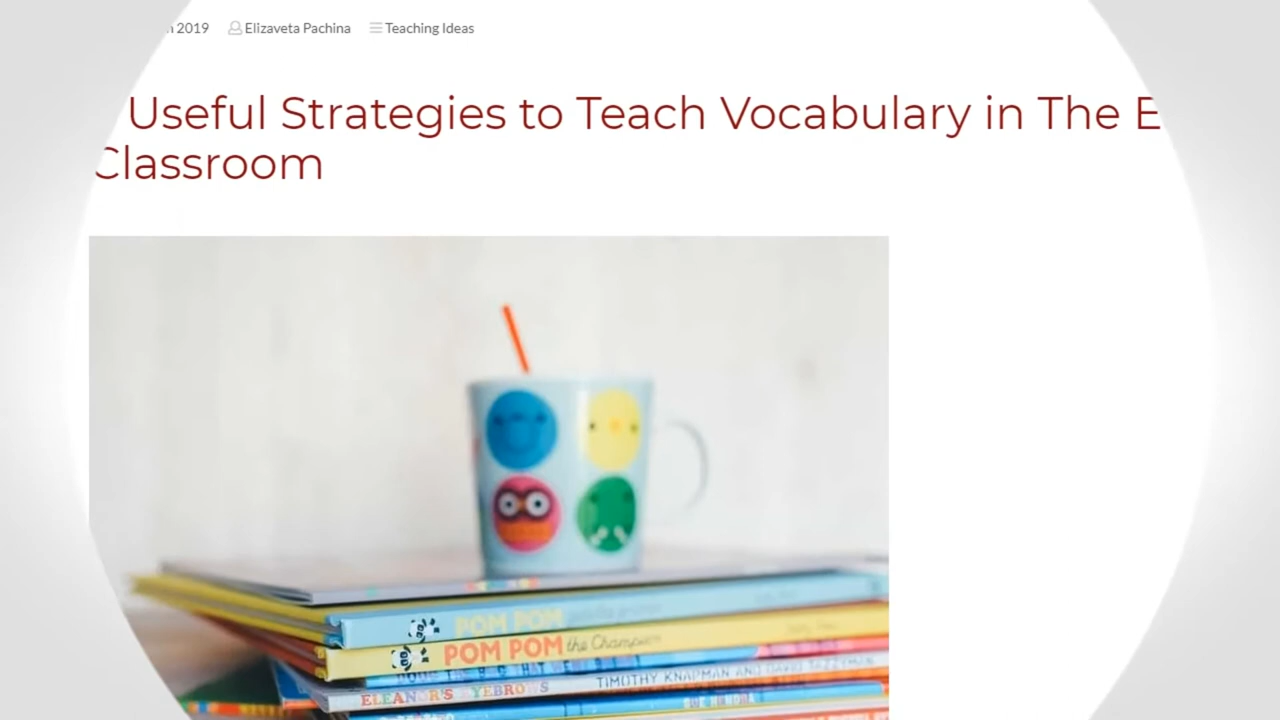 2019 Elizaveta Pachina Teaching Ideas
Useful Strategies to Teach Vocabulary in The E
Classroom
POM POM
POM POM the Champion
ELEANOR'S EYEBROWS TIMOTHY KNAPMAN AND DAVID TAZZYMAN